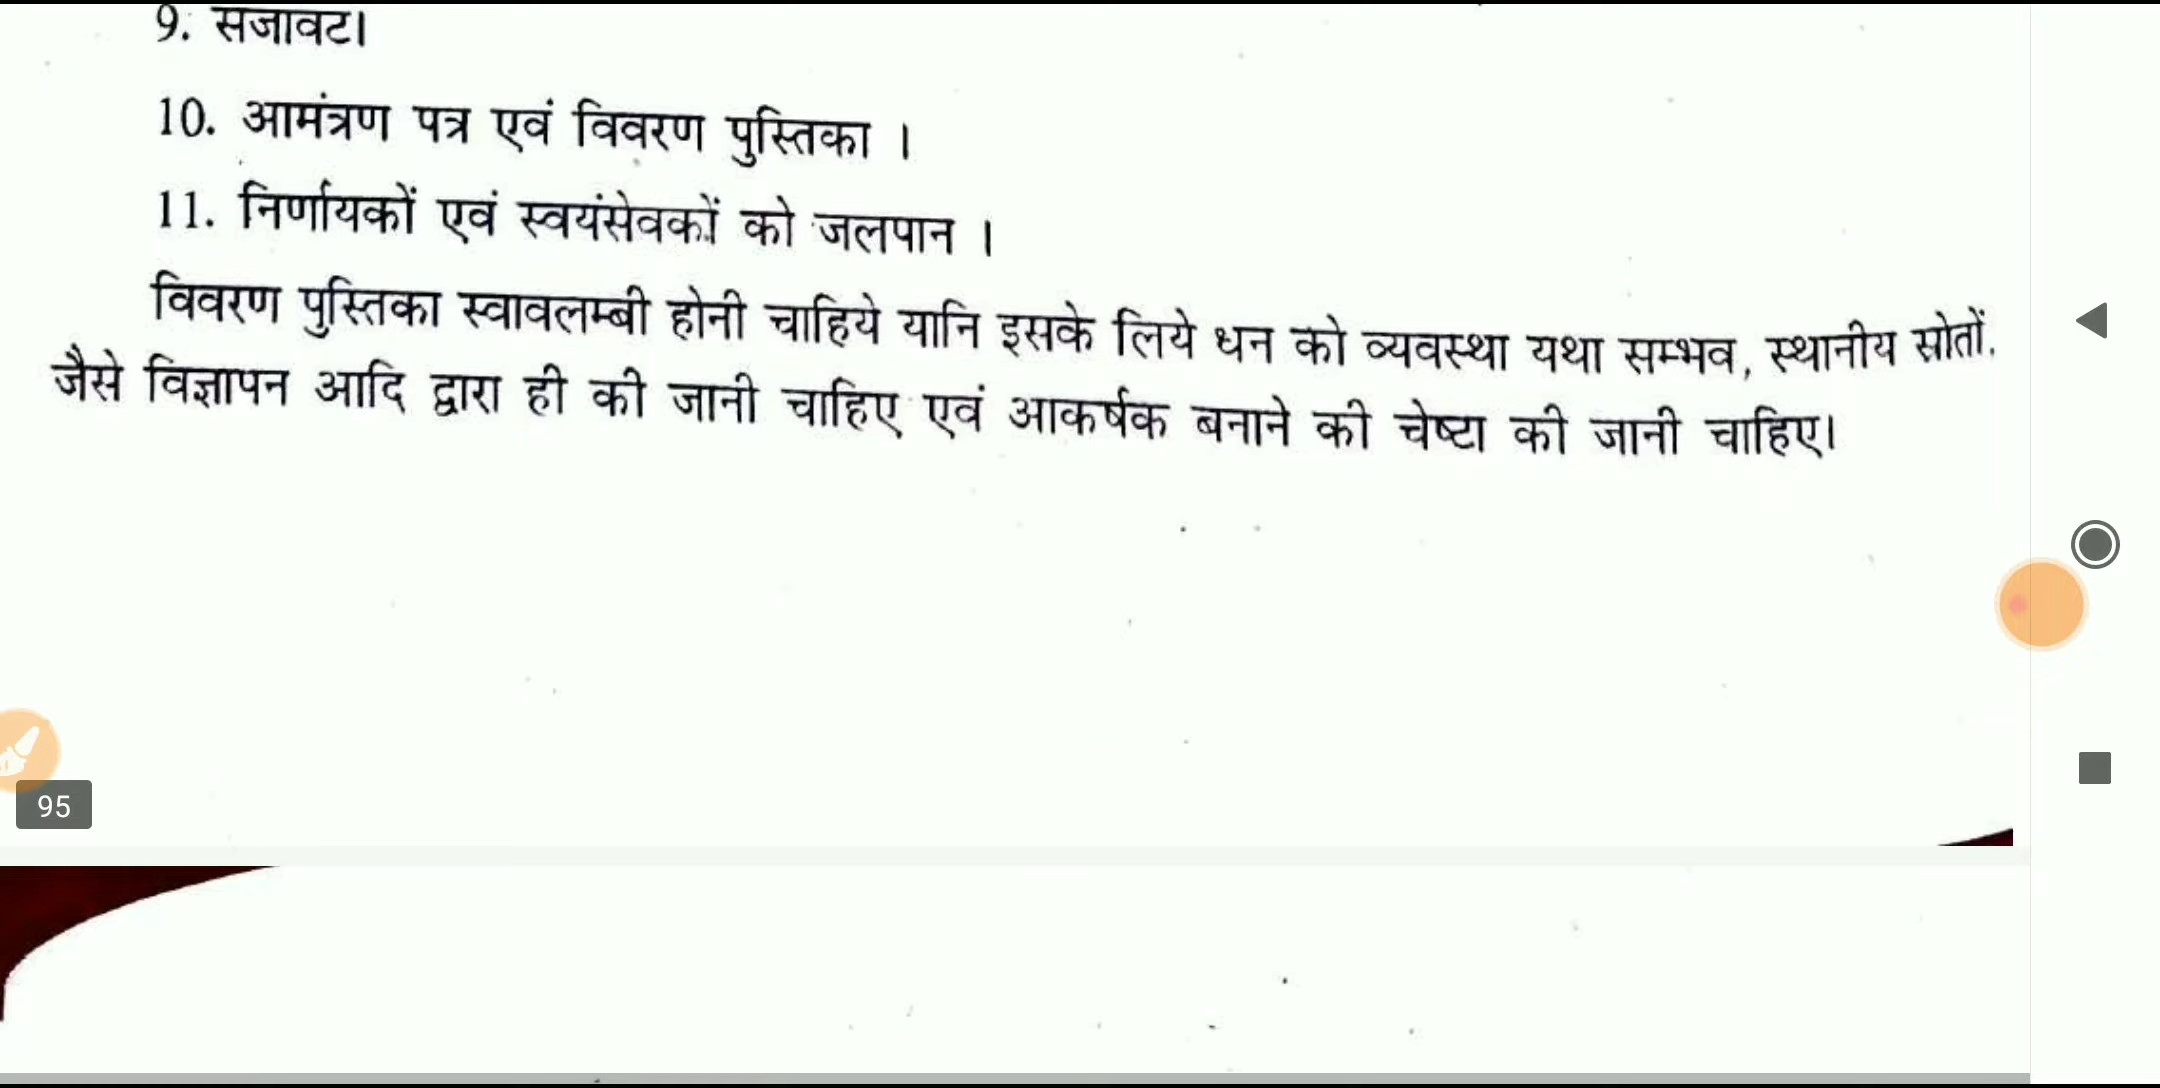 9. सजावट।
10. आमंत्रण पत्र एवं विवरण पुस्तिका ।
11. निर्णायकों एवं स्वयंसेवकों को जलपान ।
विवरण पुस्तिका स्वावलम्बी होनी चाहिये यानि इसके लिये धन को व्यवस्था यथा सम्भव, स्थानीय स्रोतों.
जैसे विज्ञापन आदि द्वारा ही की जानी चाहिए एवं आकर्षक बनाने की चेष्टा की जानी चाहिए।
95